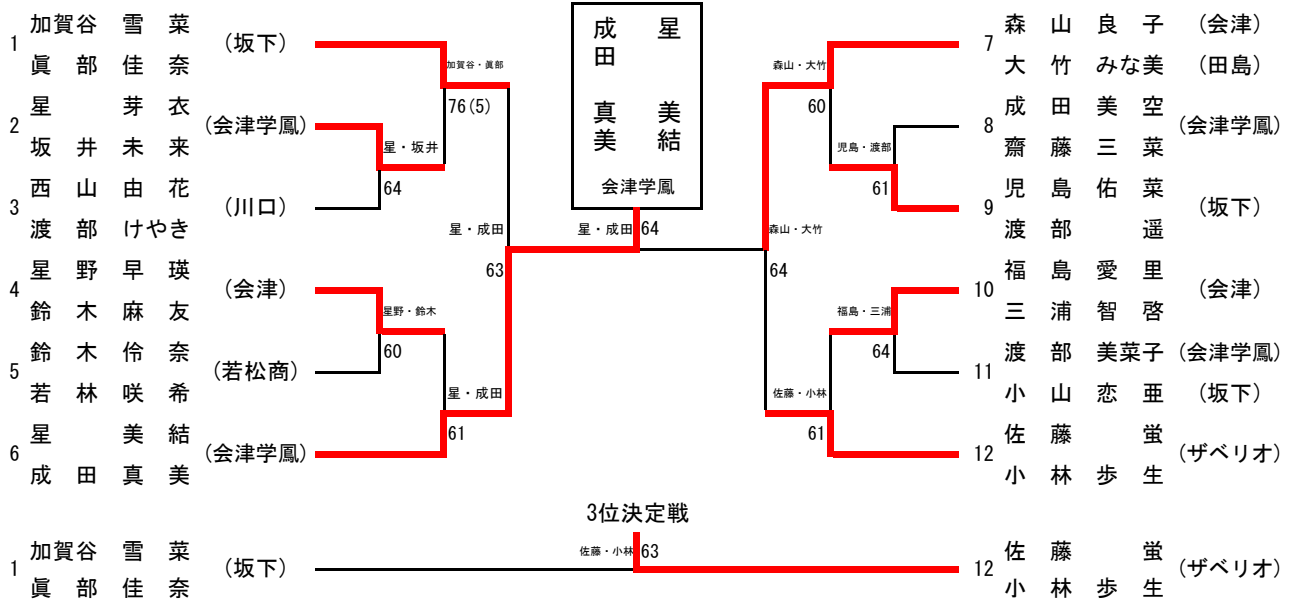 1 加賀谷 雪菜 (坂下)
眞部佳奈
2 星 芽衣 (会津学鳳)
坂井未来
3 西山由花 (川口)
渡部けやき
4 星野早瑛 (会津)
鈴木麻友
5 鈴木伶奈 (若松商)
若林咲希
6 星 美結 (会津学鳳)
成田真美
加賀谷・眞部
76(5)
星・坂井
64
星・成田
63
星野・鈴木
60
星・成田
61
星 美結
成田 真美
会津学鳳
星・成田 64
森山・大竹
60
児島・渡部
61
森山・大竹
64
福島・三浦
64
佐藤・小林
61
7 森山良子 (会津)
大竹みな美 (田島)
8 成田美空 (会津学鳳)
齋藤三菜
9 児島佑菜 (坂下)
渡部 遥
10 福島愛里 (会津)
三浦智啓
11 渡部美菜子 (会津学鳳)
小山恋亜 (坂下)
12 佐藤 蛍 (ザベリオ)
小林歩生
3位決定戦
1 加賀谷 雪菜 (坂下)
眞部佳奈
佐藤・小林 63
12 佐藤 蛍 (ザベリオ)
小林歩生